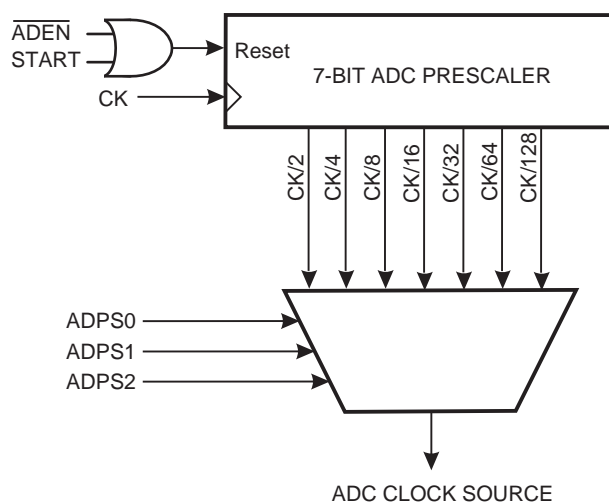 ADEN
START
Reset
7-BIT ADC PRESCALER
CK
CK/2
CK/4
CK/8
CK/16
CK/32
CK/64
CK/128
ADPS0
ADPS1
ADPS2
ADC CLOCK SOURCE